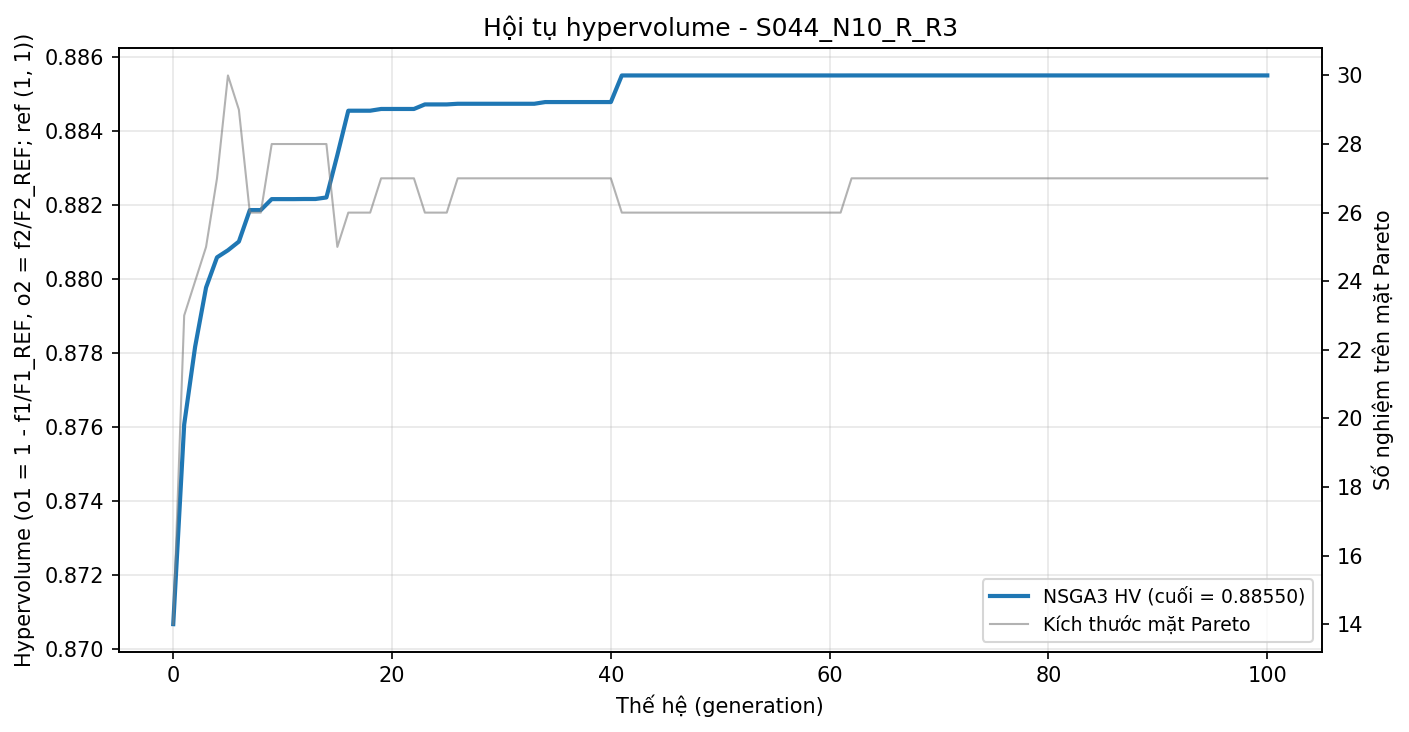 Hội tụ hypervolume - S044_N10_R_R3
Hypervolume (o1 = 1 - f1/F1_REF, o2 = f2/F2_REF; ref (1, 1))
0.886
0.884
0.882
0.880
0.878
0.876
0.874
0.872
0.870
30
28
26
24
22
20
18
16
14
Số nghiệm trên mặt Pareto
NSGA3 HV (cuối = 0.88550)
Kích thước mặt Pareto
0 20 40 60 80 100
Thế hệ (generation)